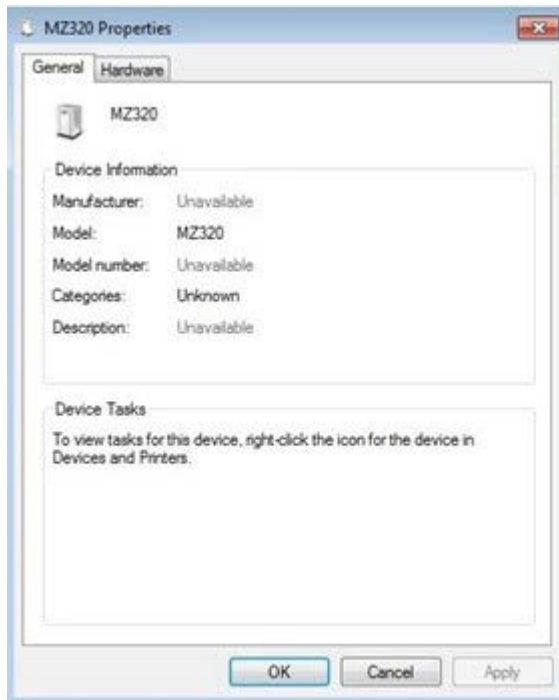 MZ320 Properties
General Hardware
MZ320
Device Information
Manufacturer: Unavailable
Model: MZ320
Model number: Unavailable
Categories: Unknown
Description: Unavailable
Device Tasks
To view tasks for this device, right-click the icon for the device in
Devices and Printers.
OK Cancel Apply